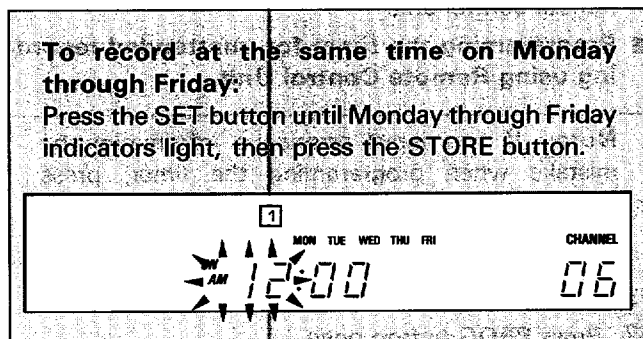 To record at the same time on Monday
through Friday:
Press the SET button until Monday through Friday
indicators light, then press the STORE button.
1
MON TUE WED THU FRI CHANNEL
ON
AM 12:00 06